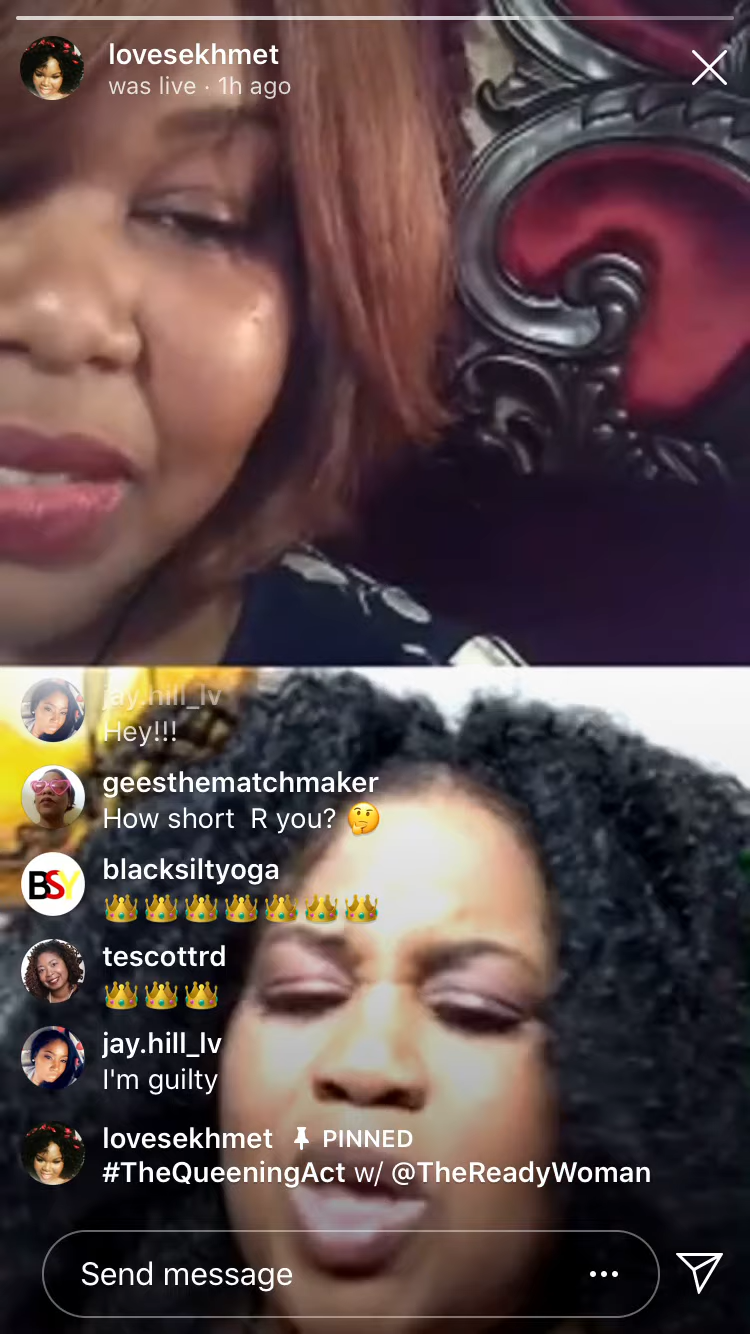 lovesekhmet
was live · 1h ago
jay.hill_lv
Hey!!!
geesthematchmaker
How short R you? 🤔
BSY
blacksiltyoga
👑👑👑👑👑👑👑
tescottrd
👑👑👑
jay.hill_lv
I'm guilty
lovesekhmet PINNED
#TheQueeningAct w/ @TheReadyWoman
Send message